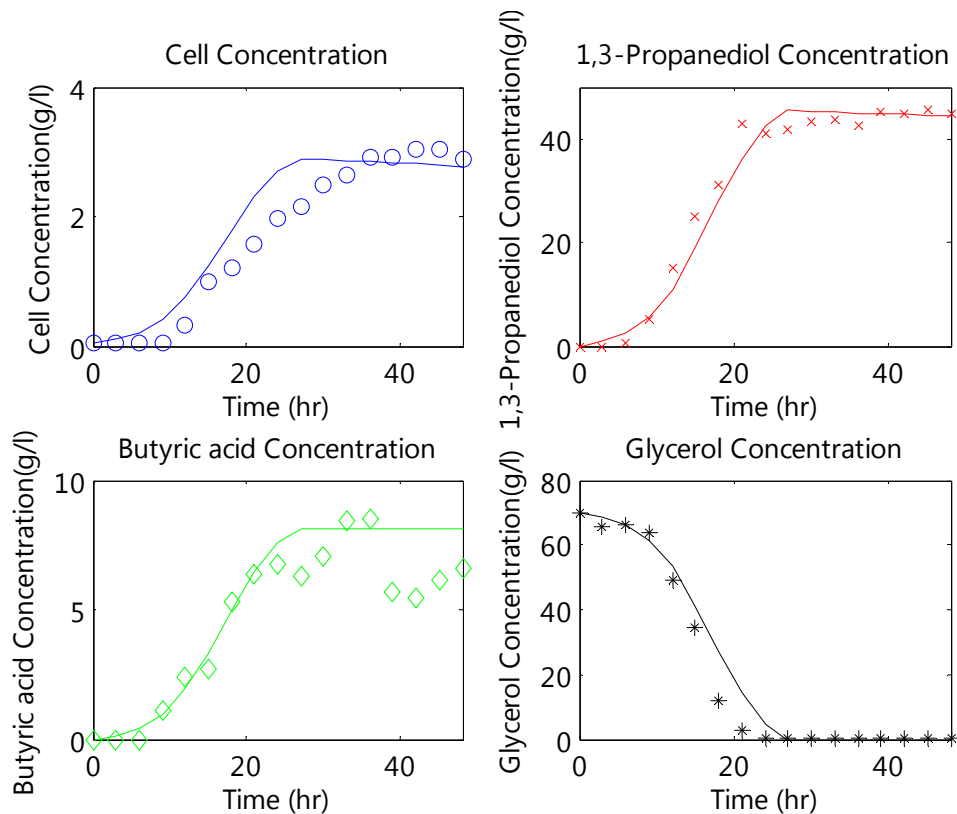 Cell Concentration
Cell Concentration(g/l)
4
2
0
0
20
40
Time (hr)
1,3-Propanediol Concentration
1,3-Propanediol Concentration(g/l)
40
20
0
0
20
40
Time (hr)
Butyric acid Concentration
Butyric acid Concentration(g/l)
10
5
0
0
20
40
Time (hr)
Glycerol Concentration
Glycerol Concentration(g/l)
80
60
40
20
0
0
20
40
Time (hr)